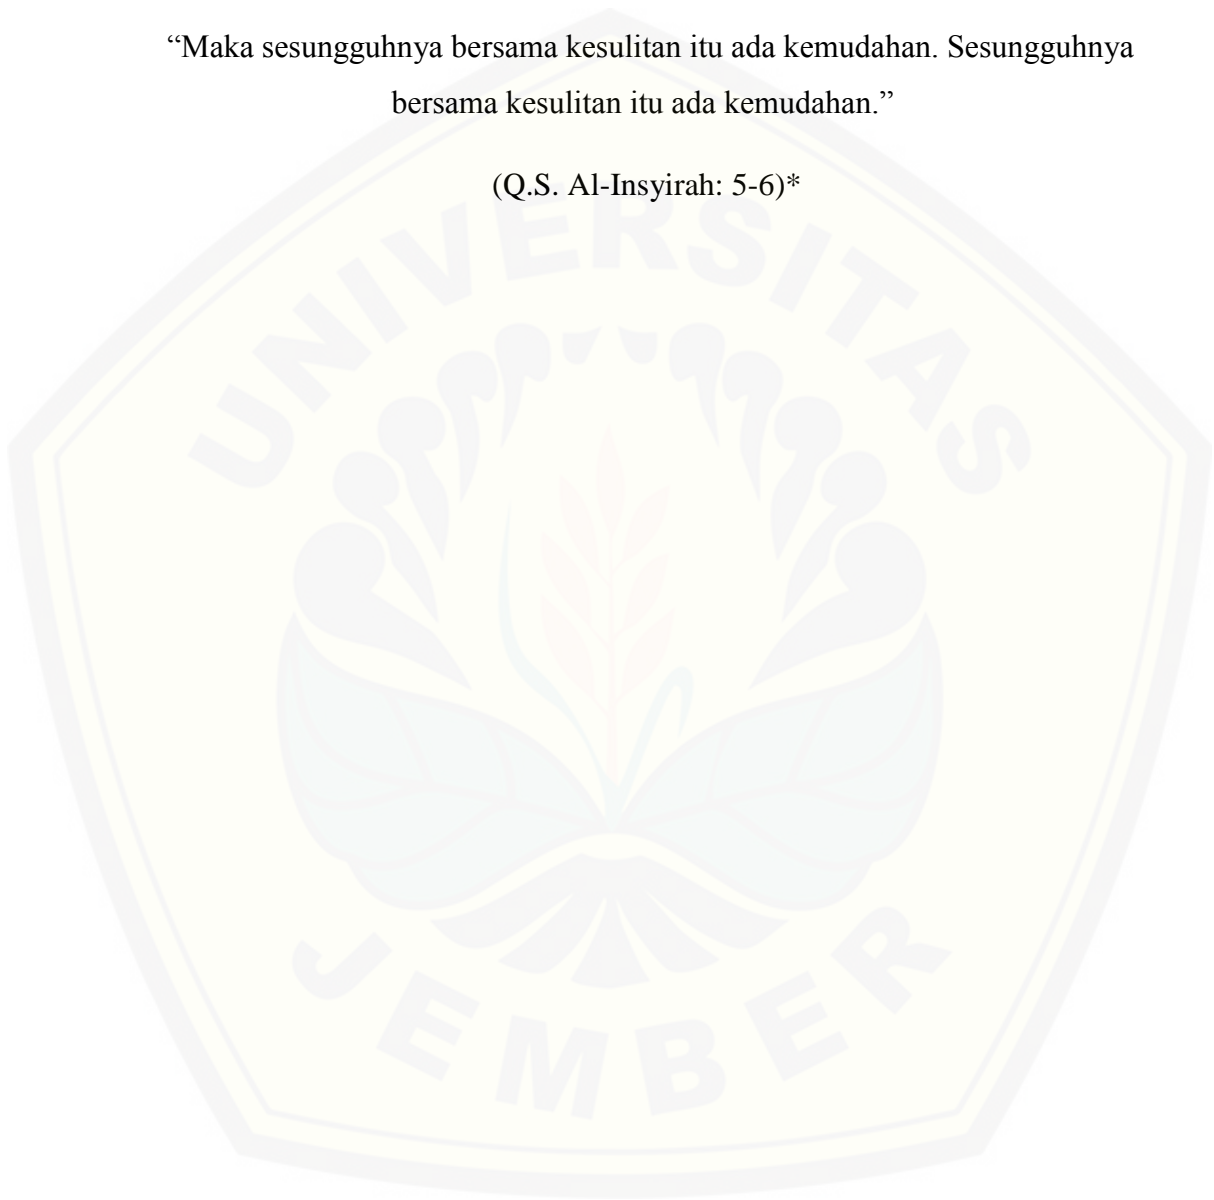 “Maka sesungguhnya bersama kesulitan itu ada kemudahan. Sesungguhnya
bersama kesulitan itu ada kemudahan.”
(Q.S. Al-Insyirah: 5-6)*
UNIVERSITAS
JEMBER